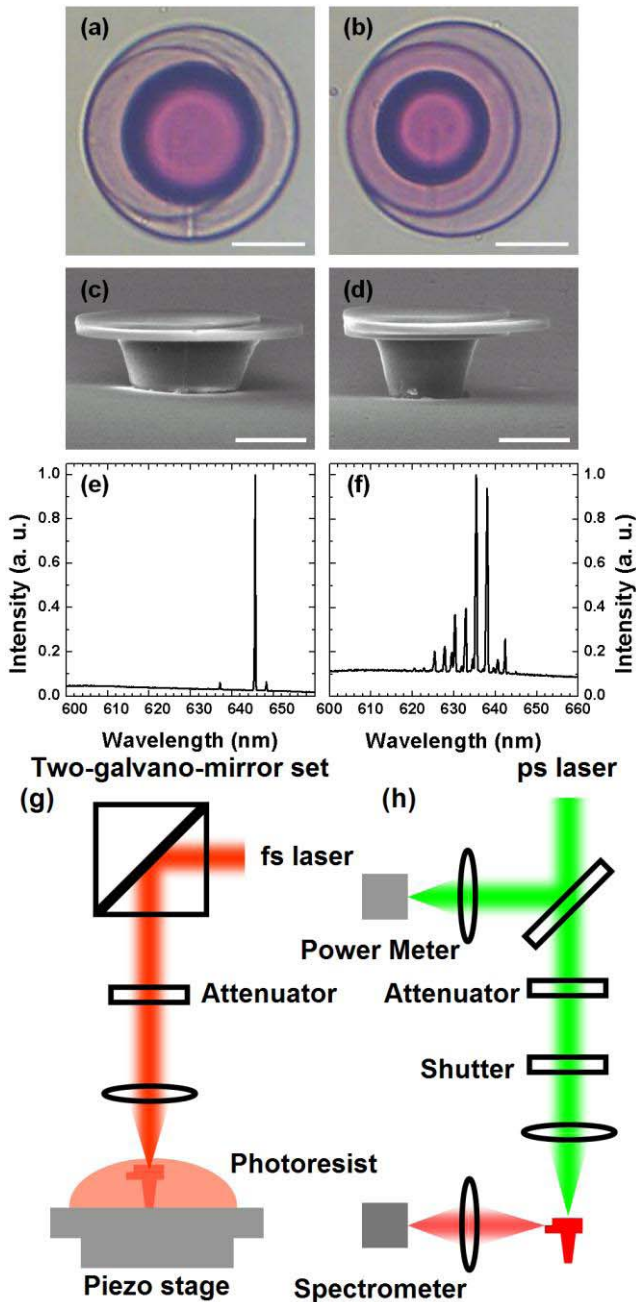 (a)
(b)
(c)
(d)
(e)
(f)
Intensity (a. u.)
1.0
0.8
0.6
0.4
0.2
0.0
600 610 620 630 640 650
Wavelength (nm)
1.0
0.8
0.6
0.4
0.2
0.0
Intensity (a. u.)
600 610 620 630 640 650 660
Wavelength (nm)
Two-galvano-mirror set
ps laser
(g)
(h)
fs laser
Power Meter
Attenuator
Attenuator
Shutter
Photoresist
Piezo stage
Spectrometer